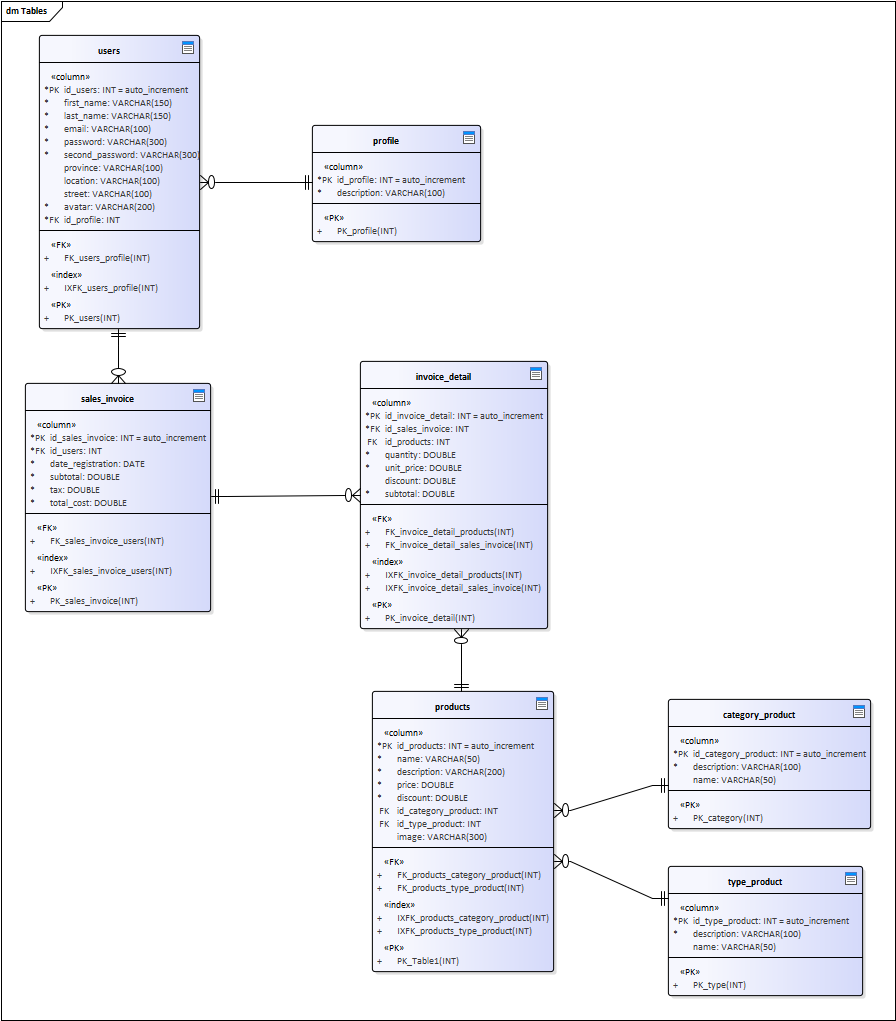 dm Tables
users
«column»
*PK id_users: INT = auto_increment
* first_name: VARCHAR(150)
* last_name: VARCHAR(150)
* email: VARCHAR(100)
* password: VARCHAR(300)
* second_password: VARCHAR(300)
province: VARCHAR(100)
location: VARCHAR(100)
street: VARCHAR(100)
* avatar: VARCHAR(200)
*FK id_profile: INT
«FK»
+ FK_users_profile(INT)
«index»
+ IXFK_users_profile(INT)
«PK»
+ PK_users(INT)
profile
«column»
*PK id_profile: INT = auto_increment
* description: VARCHAR(100)
«PK»
+ PK_profile(INT)
sales_invoice
«column»
*PK id_sales_invoice: INT = auto_increment
*FK id_users: INT
* date_registration: DATE
* subtotal: DOUBLE
* tax: DOUBLE
* total_cost: DOUBLE
«FK»
+ FK_sales_invoice_users(INT)
«index»
+ IXFK_sales_invoice_users(INT)
«PK»
+ PK_sales_invoice(INT)
invoice_detail
«column»
*PK id_invoice_detail: INT = auto_increment
*FK id_sales_invoice: INT
FK id_products: INT
* quantity: DOUBLE
* unit_price: DOUBLE
discount: DOUBLE
* subtotal: DOUBLE
«FK»
+ FK_invoice_detail_products(INT)
+ FK_invoice_detail_sales_invoice(INT)
«index»
+ IXFK_invoice_detail_products(INT)
+ IXFK_invoice_detail_sales_invoice(INT)
«PK»
+ PK_invoice_detail(INT)
products
«column»
*PK id_products: INT = auto_increment
* name: VARCHAR(50)
* description: VARCHAR(200)
* price: DOUBLE
* discount: DOUBLE
FK id_category_product: INT
FK id_type_product: INT
image: VARCHAR(300)
«FK»
+ FK_products_category_product(INT)
+ FK_products_type_product(INT)
«index»
+ IXFK_products_category_product(INT)
+ IXFK_products_type_product(INT)
«PK»
+ PK_Table1(INT)
category_product
«column»
*PK id_category_product: INT = auto_increment
* description: VARCHAR(100)
name: VARCHAR(50)
«PK»
+ PK_category(INT)
type_product
«column»
*PK id_type_product: INT = auto_increment
* description: VARCHAR(100)
name: VARCHAR(50)
«PK»
+ PK_type(INT)